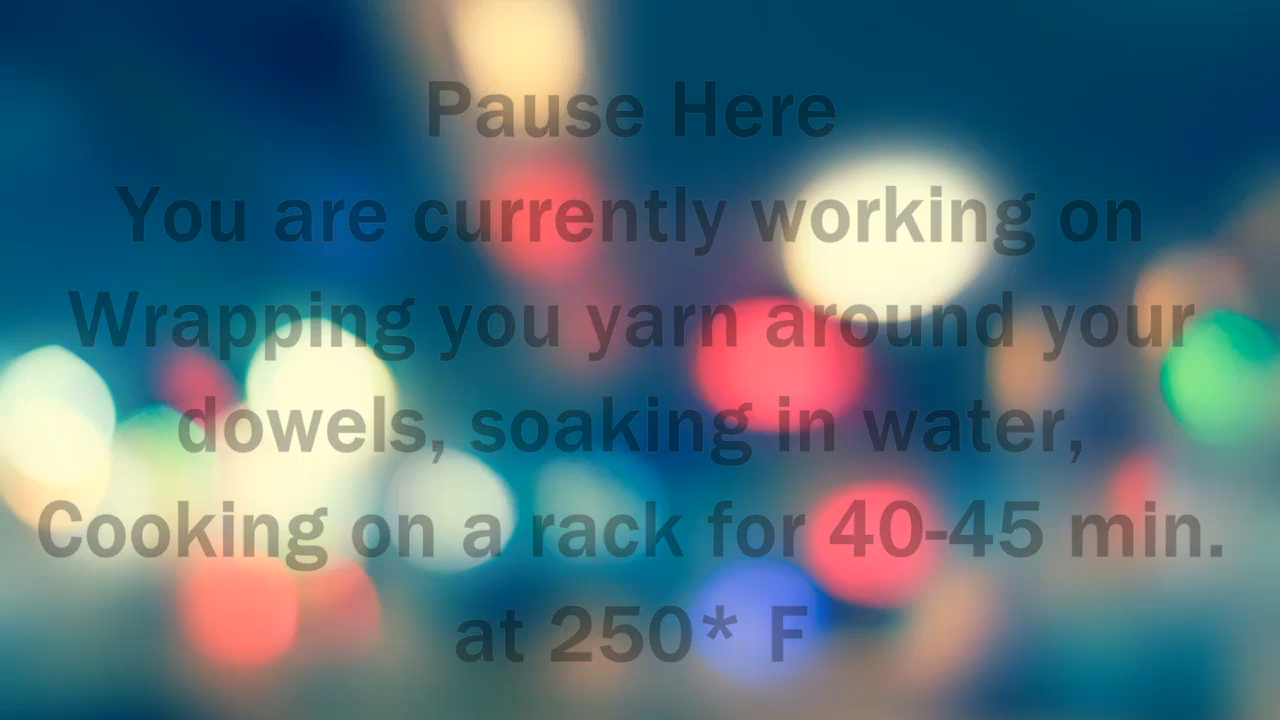 Pause Here
You are currently working on
Wrapping you yarn around your
dowels, soaking in water,
Cooking on a rack for 40-45 min.
at 250* F